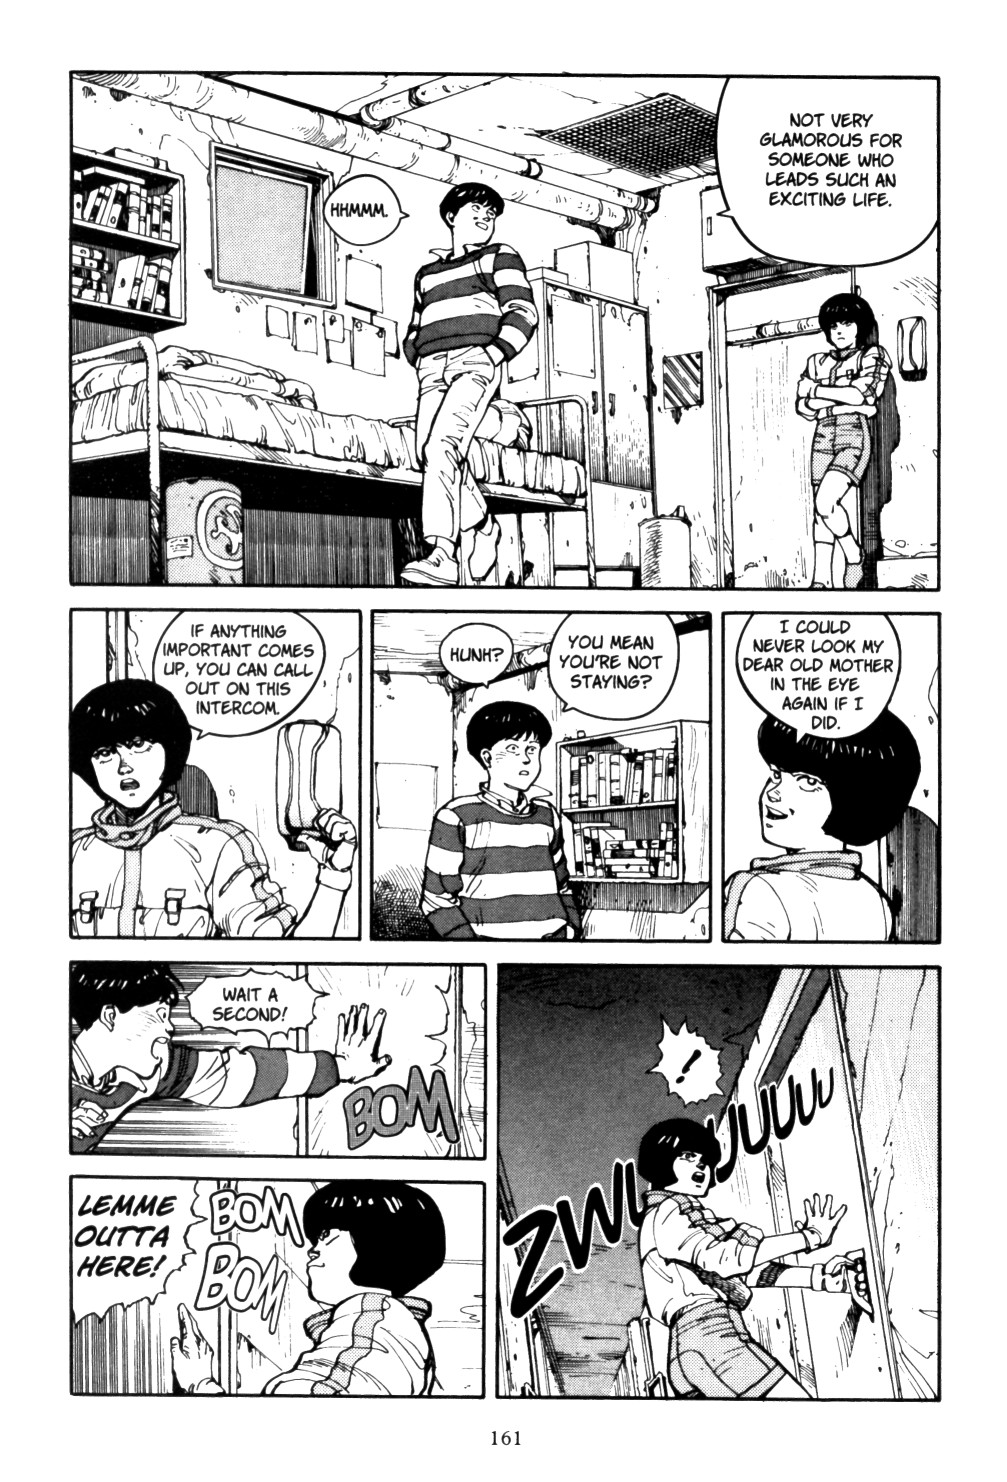 HHMMM.
NOT VERY
GLAMOROUS FOR
SOMEONE WHO
LEADS SUCH AN
EXCITING LIFE.
IF ANYTHING
IMPORTANT COMES
UP, YOU CAN CALL
OUT ON THIS
INTERCOM.
HUNH?
YOU MEAN
YOU'RE NOT
STAYING?
I COULD
NEVER LOOK MY
DEAR OLD MOTHER
IN THE EYE
AGAIN IF I
DID.
WAIT A
SECOND!
BOM
LEMME
OUTTA
HERE!
BOM
BOM
!
ZWUUUUUU
161